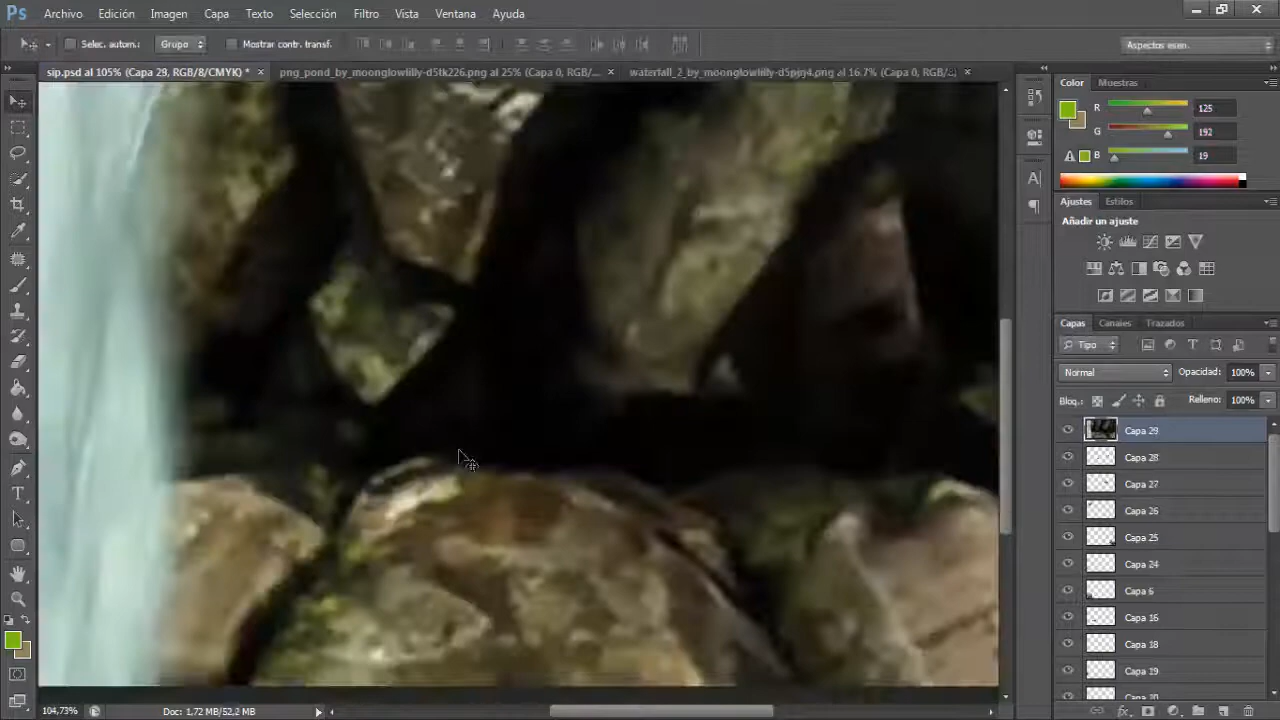 Ps Archivo Edición Imagen Capa Texto Selección Filtro Vista Ventana Ayuda
Selec. autom.: Grupo Mostrar contr. transf. Aspectos esen.
sip.psd al 105% (Capa 29, RGB/8/CMYK) * × png_pond_by_moonglowlilly-d5tk226.png al 25% (Capa 0, RGB/... × waterfall_2_by_moonglowlilly-d5pjnj4.png al 16.7% (Capa 0, RGB/... ×
Color Muestras
R 125
G 192
B 19
Ajustes Estilos
Añadir un ajuste
Capas Canales Trazados
Tipo
Normal Opacidad: 100%
Bloq.: Relleno: 100%
Capa 29
Capa 28
Capa 27
Capa 26
Capa 25
Capa 24
Capa 6
Capa 16
Capa 18
Capa 19
Capa 20
104,73% Doc: 1,72 MB/52,2 MB